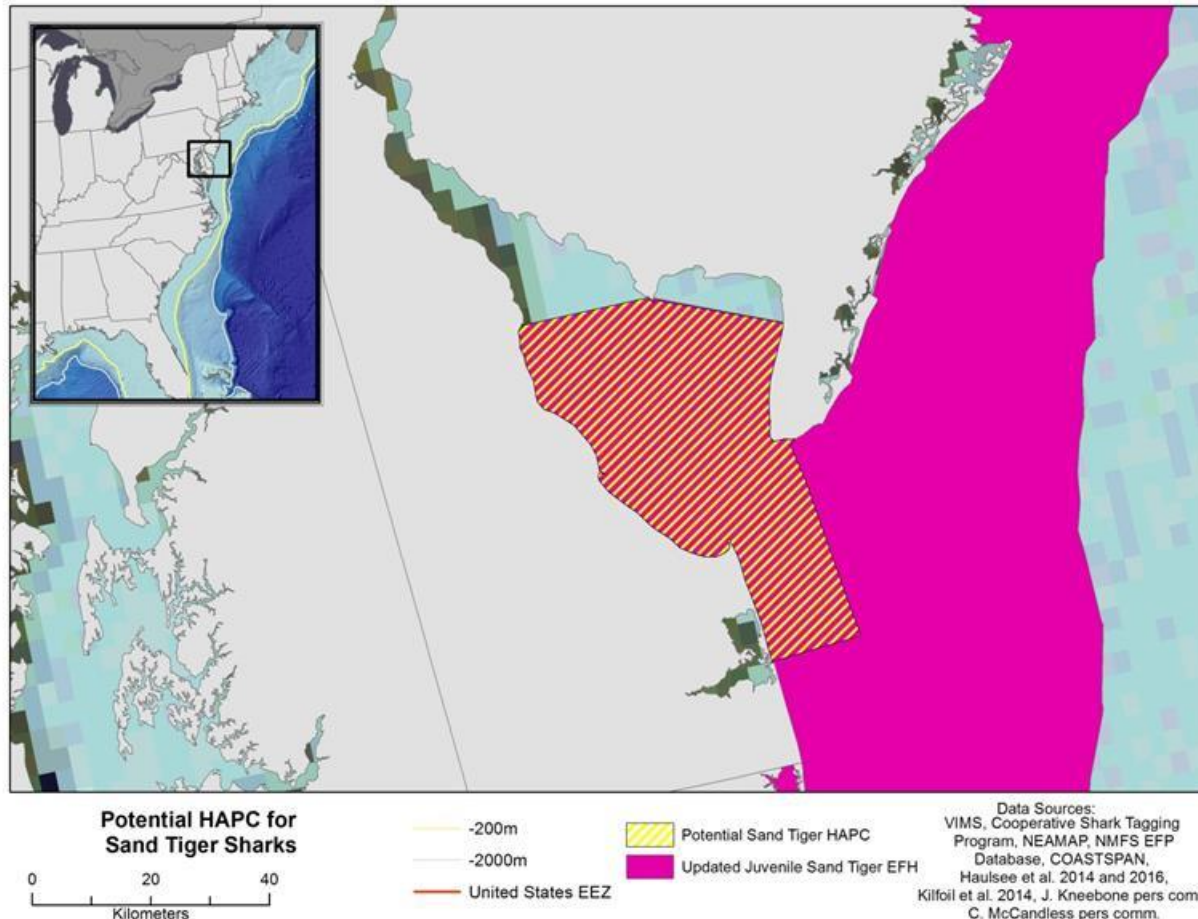 Potential HAPC for
Sand Tiger Sharks
0 20 40
Kilometers
-200m
-2000m
United States EEZ
Potential Sand Tiger HAPC
Updated Juvenile Sand Tiger EFH
Data Sources:
VIMS, Cooperative Shark Tagging
Program, NEAMAP, NMFS EFP
Database, COASTSPAN,
Haulsee et al. 2014 and 2016,
Kilfoil et al. 2014, J. Kneebone pers com
C. McCandless pers comm.